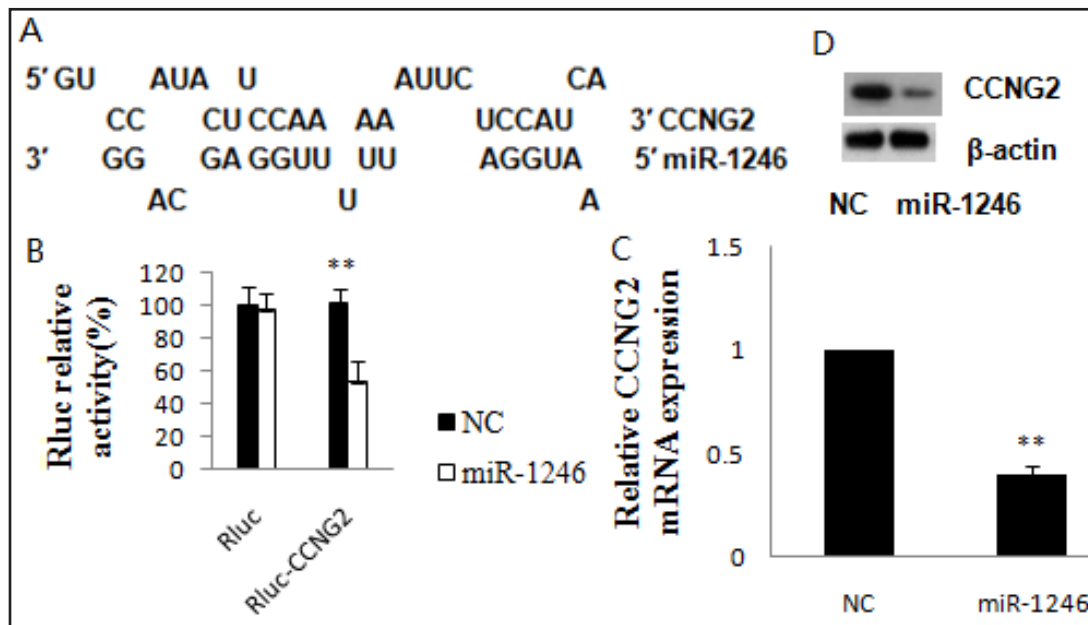 A
5′ GU AUA U AUUC CA
CC CU CCAA AA UCCAU 3′ CCNG2
3′ GG GA GGUU UU AGGUA 5′ miR-1246
AC U A
D
CCNG2
β-actin
NC miR-1246
B
Rluc relative
activity(%)
120
100
80
60
40
20
0
**
Rluc
Rluc-CCNG2
NC
miR-1246
C
Relative CCNG2
mRNA expression
1.5
1
0.5
0
**
NC
miR-1246